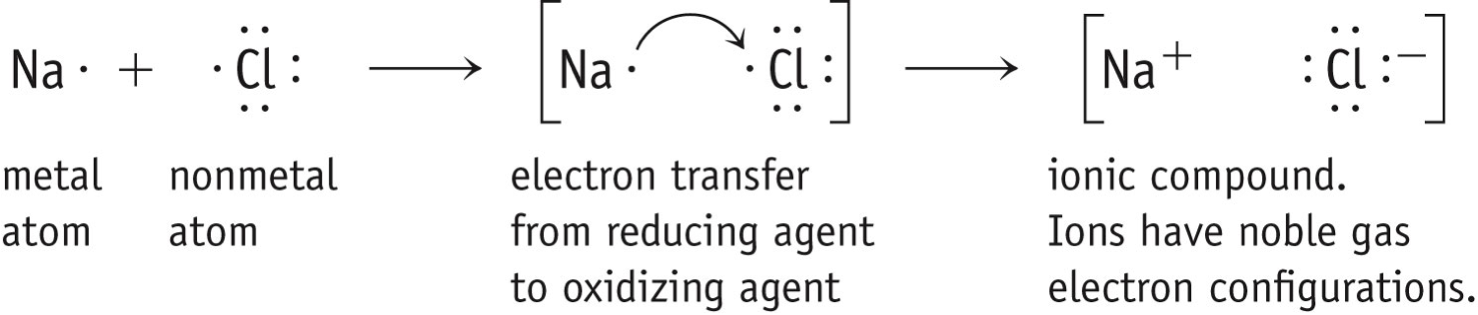 Na· + ·Cl: ⟶ [Na· ·Cl:] ⟶ [Na⁺ :Cl:⁻]
metal nonmetal electron transfer ionic compound.
atom atom from reducing agent Ions have noble gas
to oxidizing agent electron configurations.